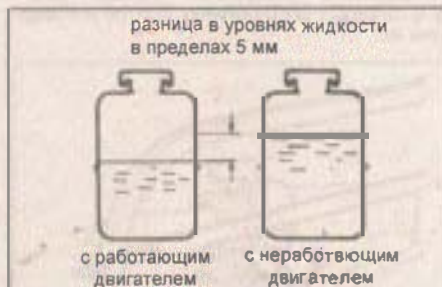 разница в уровнях жидкости
в пределах 5 мм
с работающим
двигателем
с неработвющим
двигателем